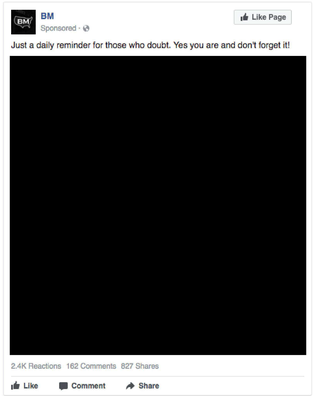 BM
BM
Like Page
Sponsored ·
Just a daily reminder for those who doubt. Yes you are and don't forget it!
2.4K Reactions 162 Comments 827 Shares
Like Comment Share